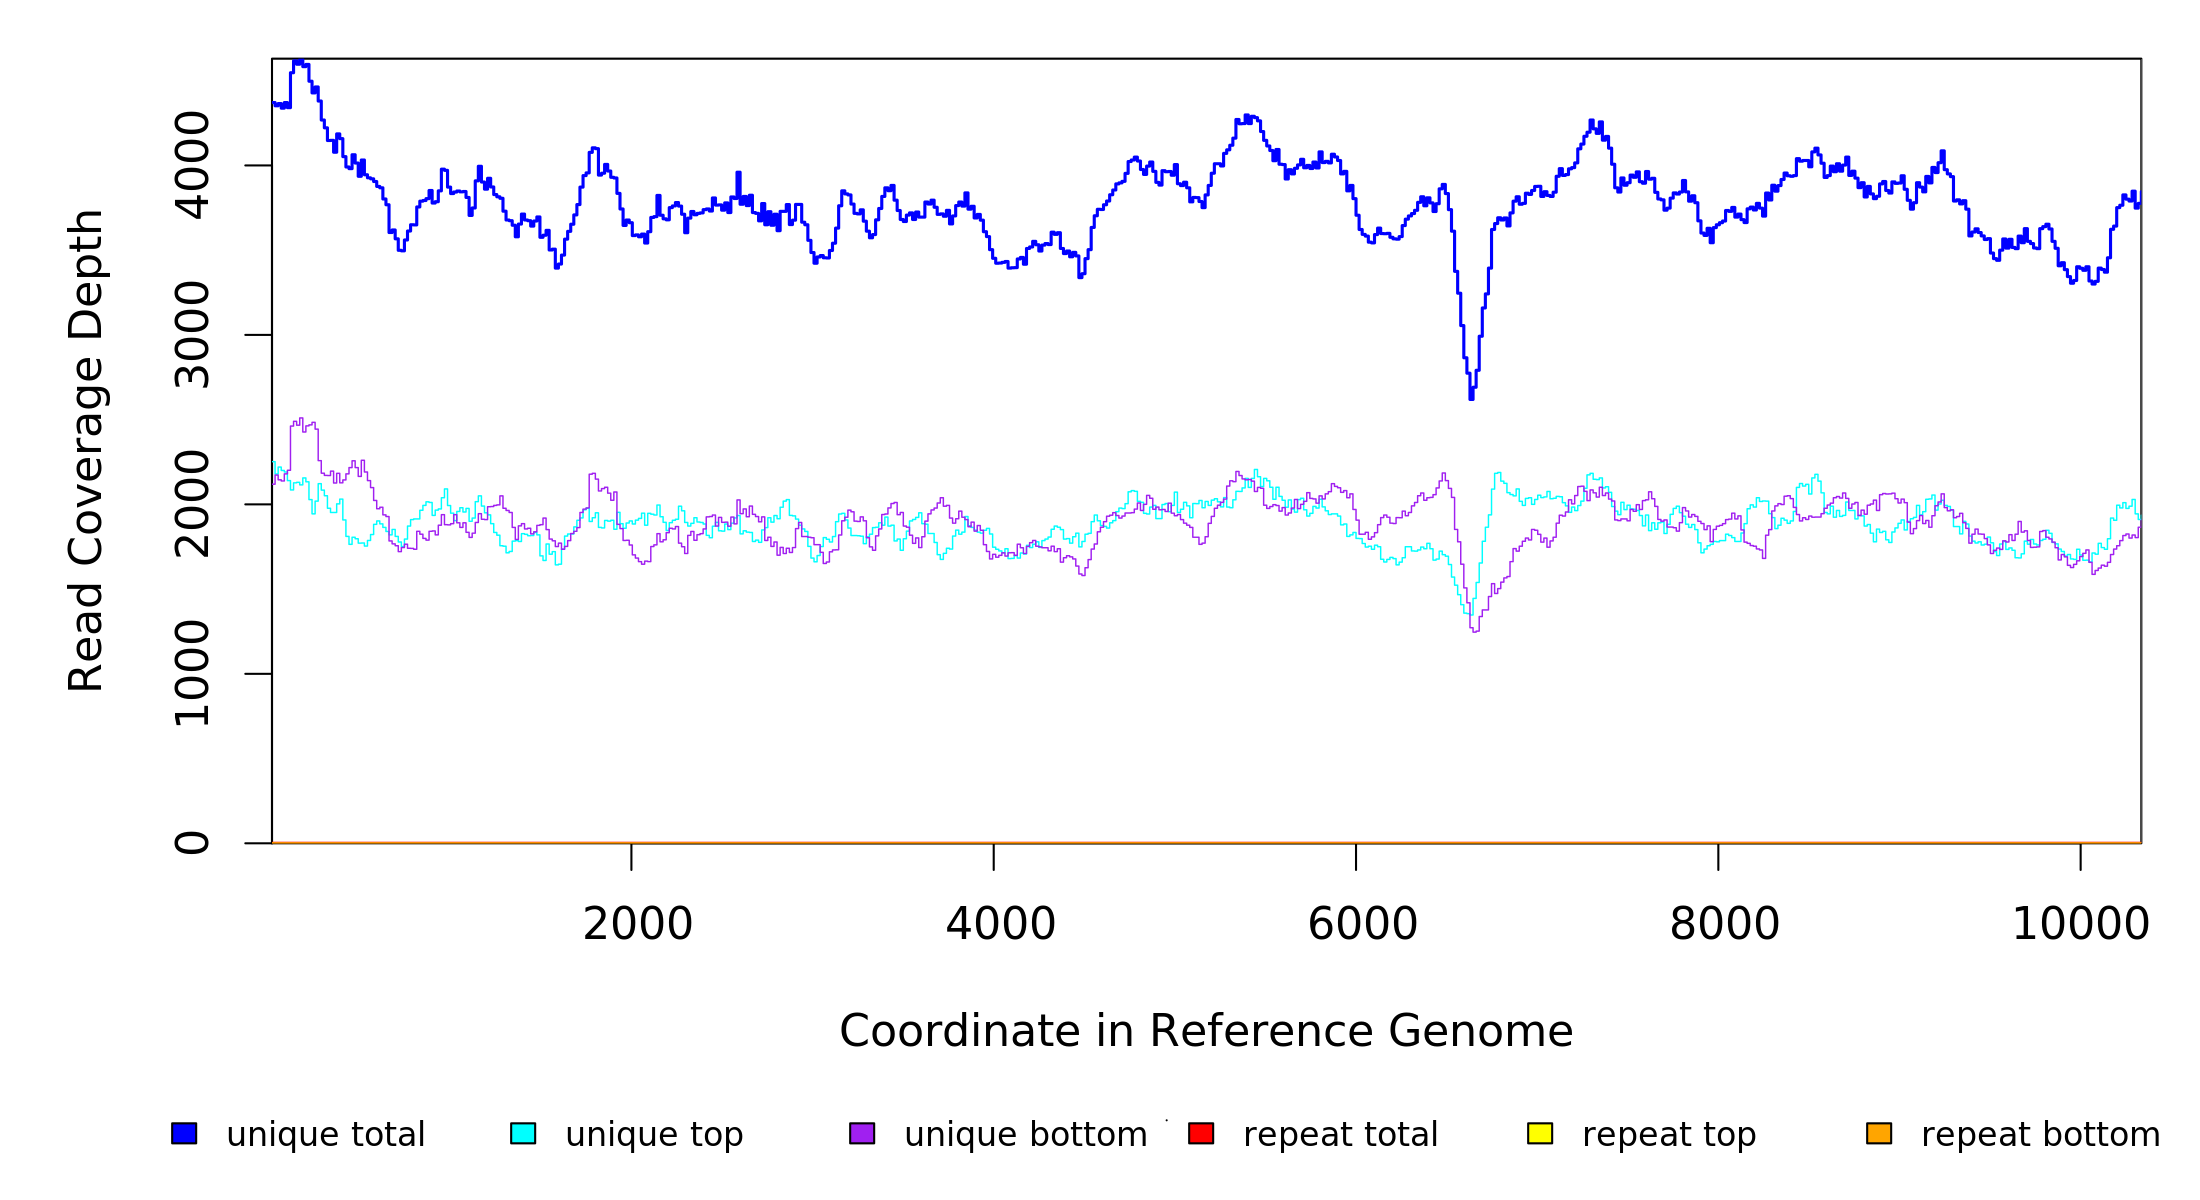 Read Coverage Depth
4000
3000
2000
1000
0
2000 4000 6000 8000 10000
Coordinate in Reference Genome
unique total unique top unique bottom repeat total repeat top repeat bottom